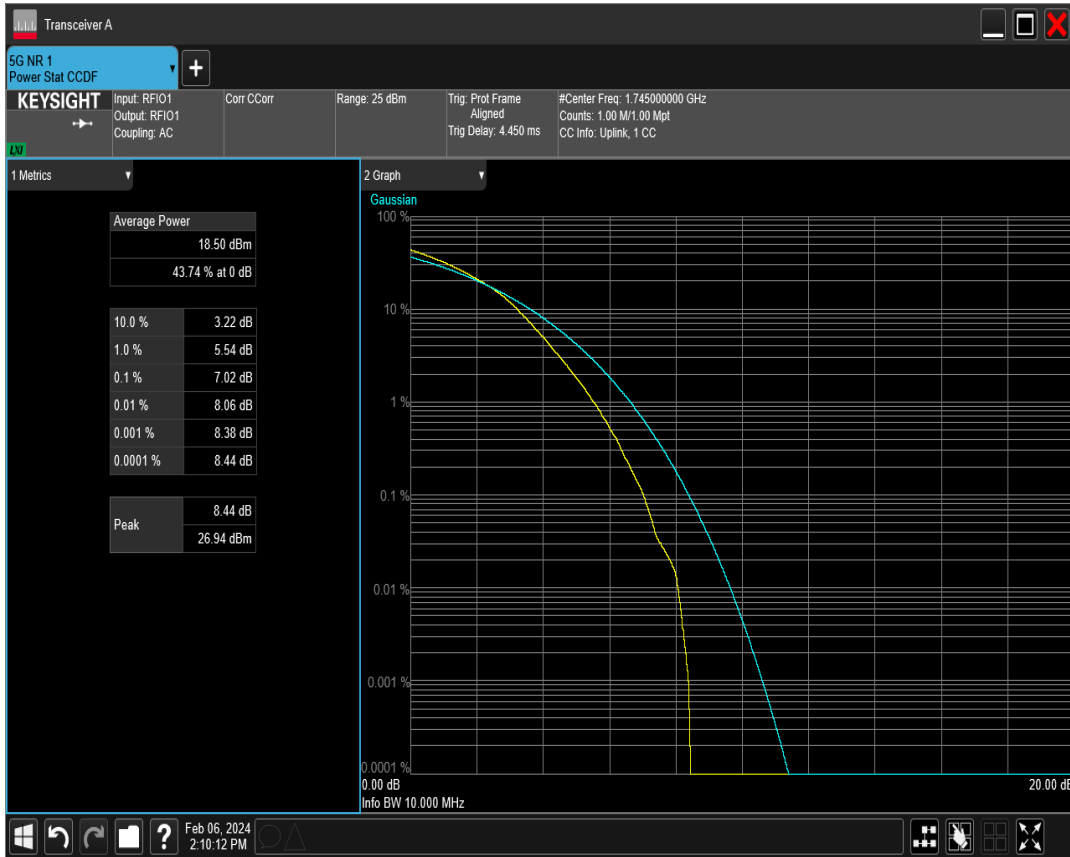 Transceiver A
5G NR 1
Power Stat CCDF
+
KEYSIGHT
LXI
Input: RFIO1
Output: RFIO1
Coupling: AC
Corr CCorr
Range: 25 dBm
Trig: Prot Frame
Aligned
Trig Delay: 4.450 ms
#Center Freq: 1.745000000 GHz
Counts: 1.00 M/1.00 Mpt
CC Info: Uplink, 1 CC
1 Metrics
Average Power
18.50 dBm
43.74 % at 0 dB
10.0 % 3.22 dB
1.0 % 5.54 dB
0.1 % 7.02 dB
0.01 % 8.06 dB
0.001 % 8.38 dB
0.0001 % 8.44 dB
Peak
8.44 dB
26.94 dBm
2 Graph
Gaussian
100 %
10 %
1 %
0.1 %
0.01 %
0.001 %
0.0001 %
0.00 dB 20.00 dB
Info BW 10.000 MHz
?
Feb 06, 2024
2:10:12 PM